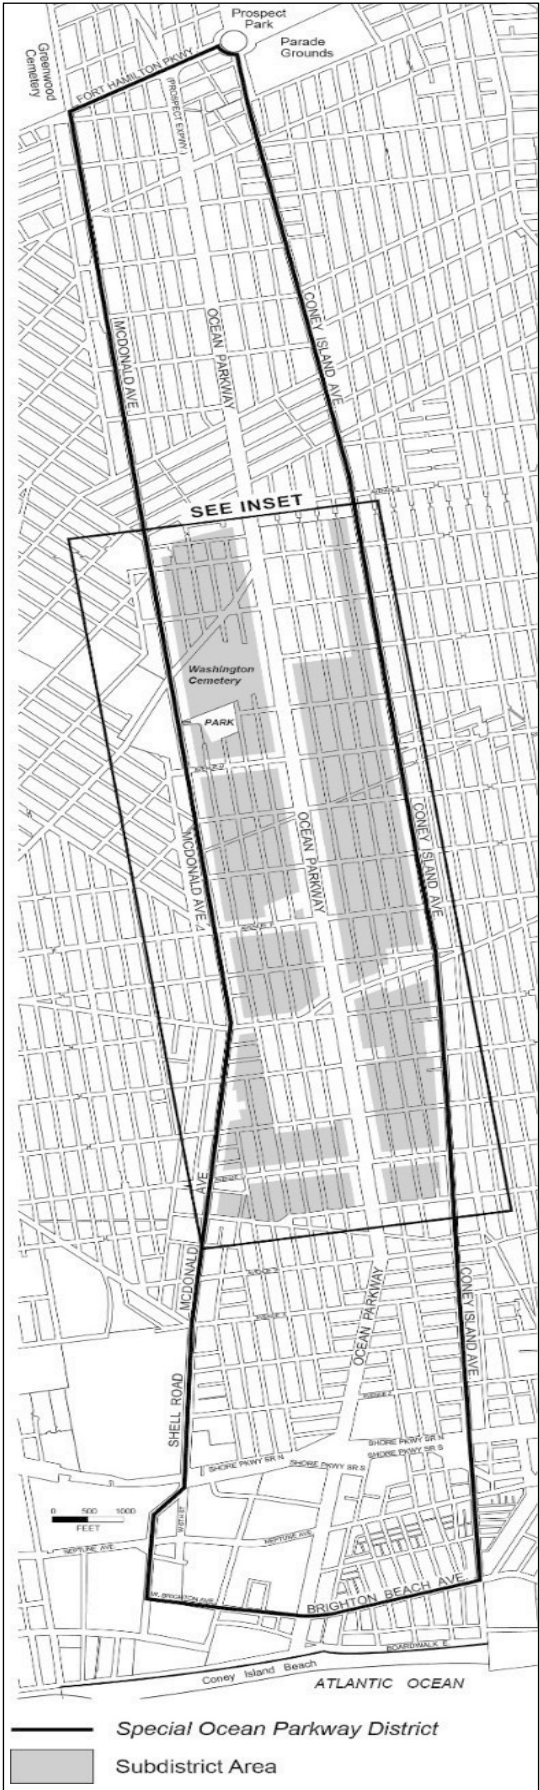 Prospect
Park
Parade
Grounds
Greenwood
Cemetery
FORT HAMILTON PKWY
(PROSPECT EXPWY)
MCDONALD AVE
OCEAN PARKWAY
CONEY ISLAND AVE
SEE INSET
Washington
Cemetery
PARK
MCDONALD AVE.
OCEAN PARKWAY
CONEY ISLAND AVE
MCDONALD AVE
OCEAN PARKWAY
CONEY ISLAND AVE
SHELL ROAD
SHORE PKWY SR N
SHORE PKWY SR S
SHORE PKWY SR N
SHORE PKWY SR S
0 500 1000
FEET
NEPTUNE AVE
NEPTUNE AVE
BRIGHTON BEACH AVE.
BOARDWALK E
Coney Island Beach
ATLANTIC OCEAN
Special Ocean Parkway District
Subdistrict Area